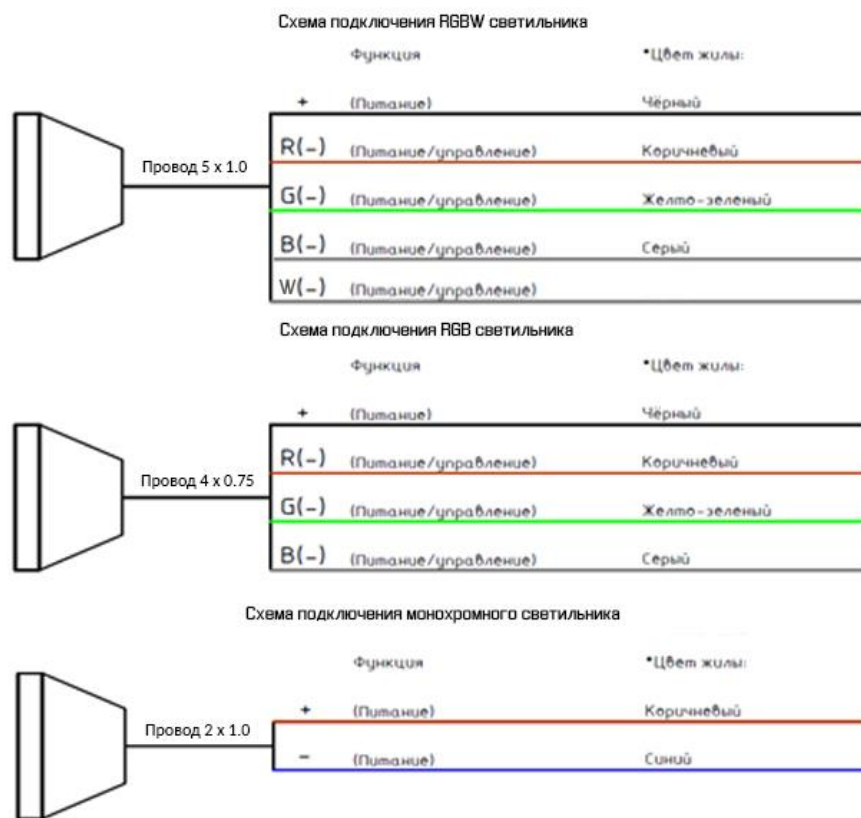 Схема подключения RGBW светильника
Функция *Цвет жилы:
+ (Питание) Чёрный
R(-) (Питание/управление) Коричневый
Провод 5 x 1.0
G(-) (Питание/управление) Желто-зеленый
B(-) (Питание/управление) Серый
W(-) (Питание/управление)
Схема подключения RGB светильника
Функция *Цвет жилы:
+ (Питание) Чёрный
R(-) (Питание/управление) Коричневый
Провод 4 x 0.75
G(-) (Питание/управление) Желто-зеленый
B(-) (Питание/управление) Серый
Схема подключения монохромного светильника
Функция *Цвет жилы:
+ (Питание) Коричневый
Провод 2 x 1.0
- (Питание) Синий